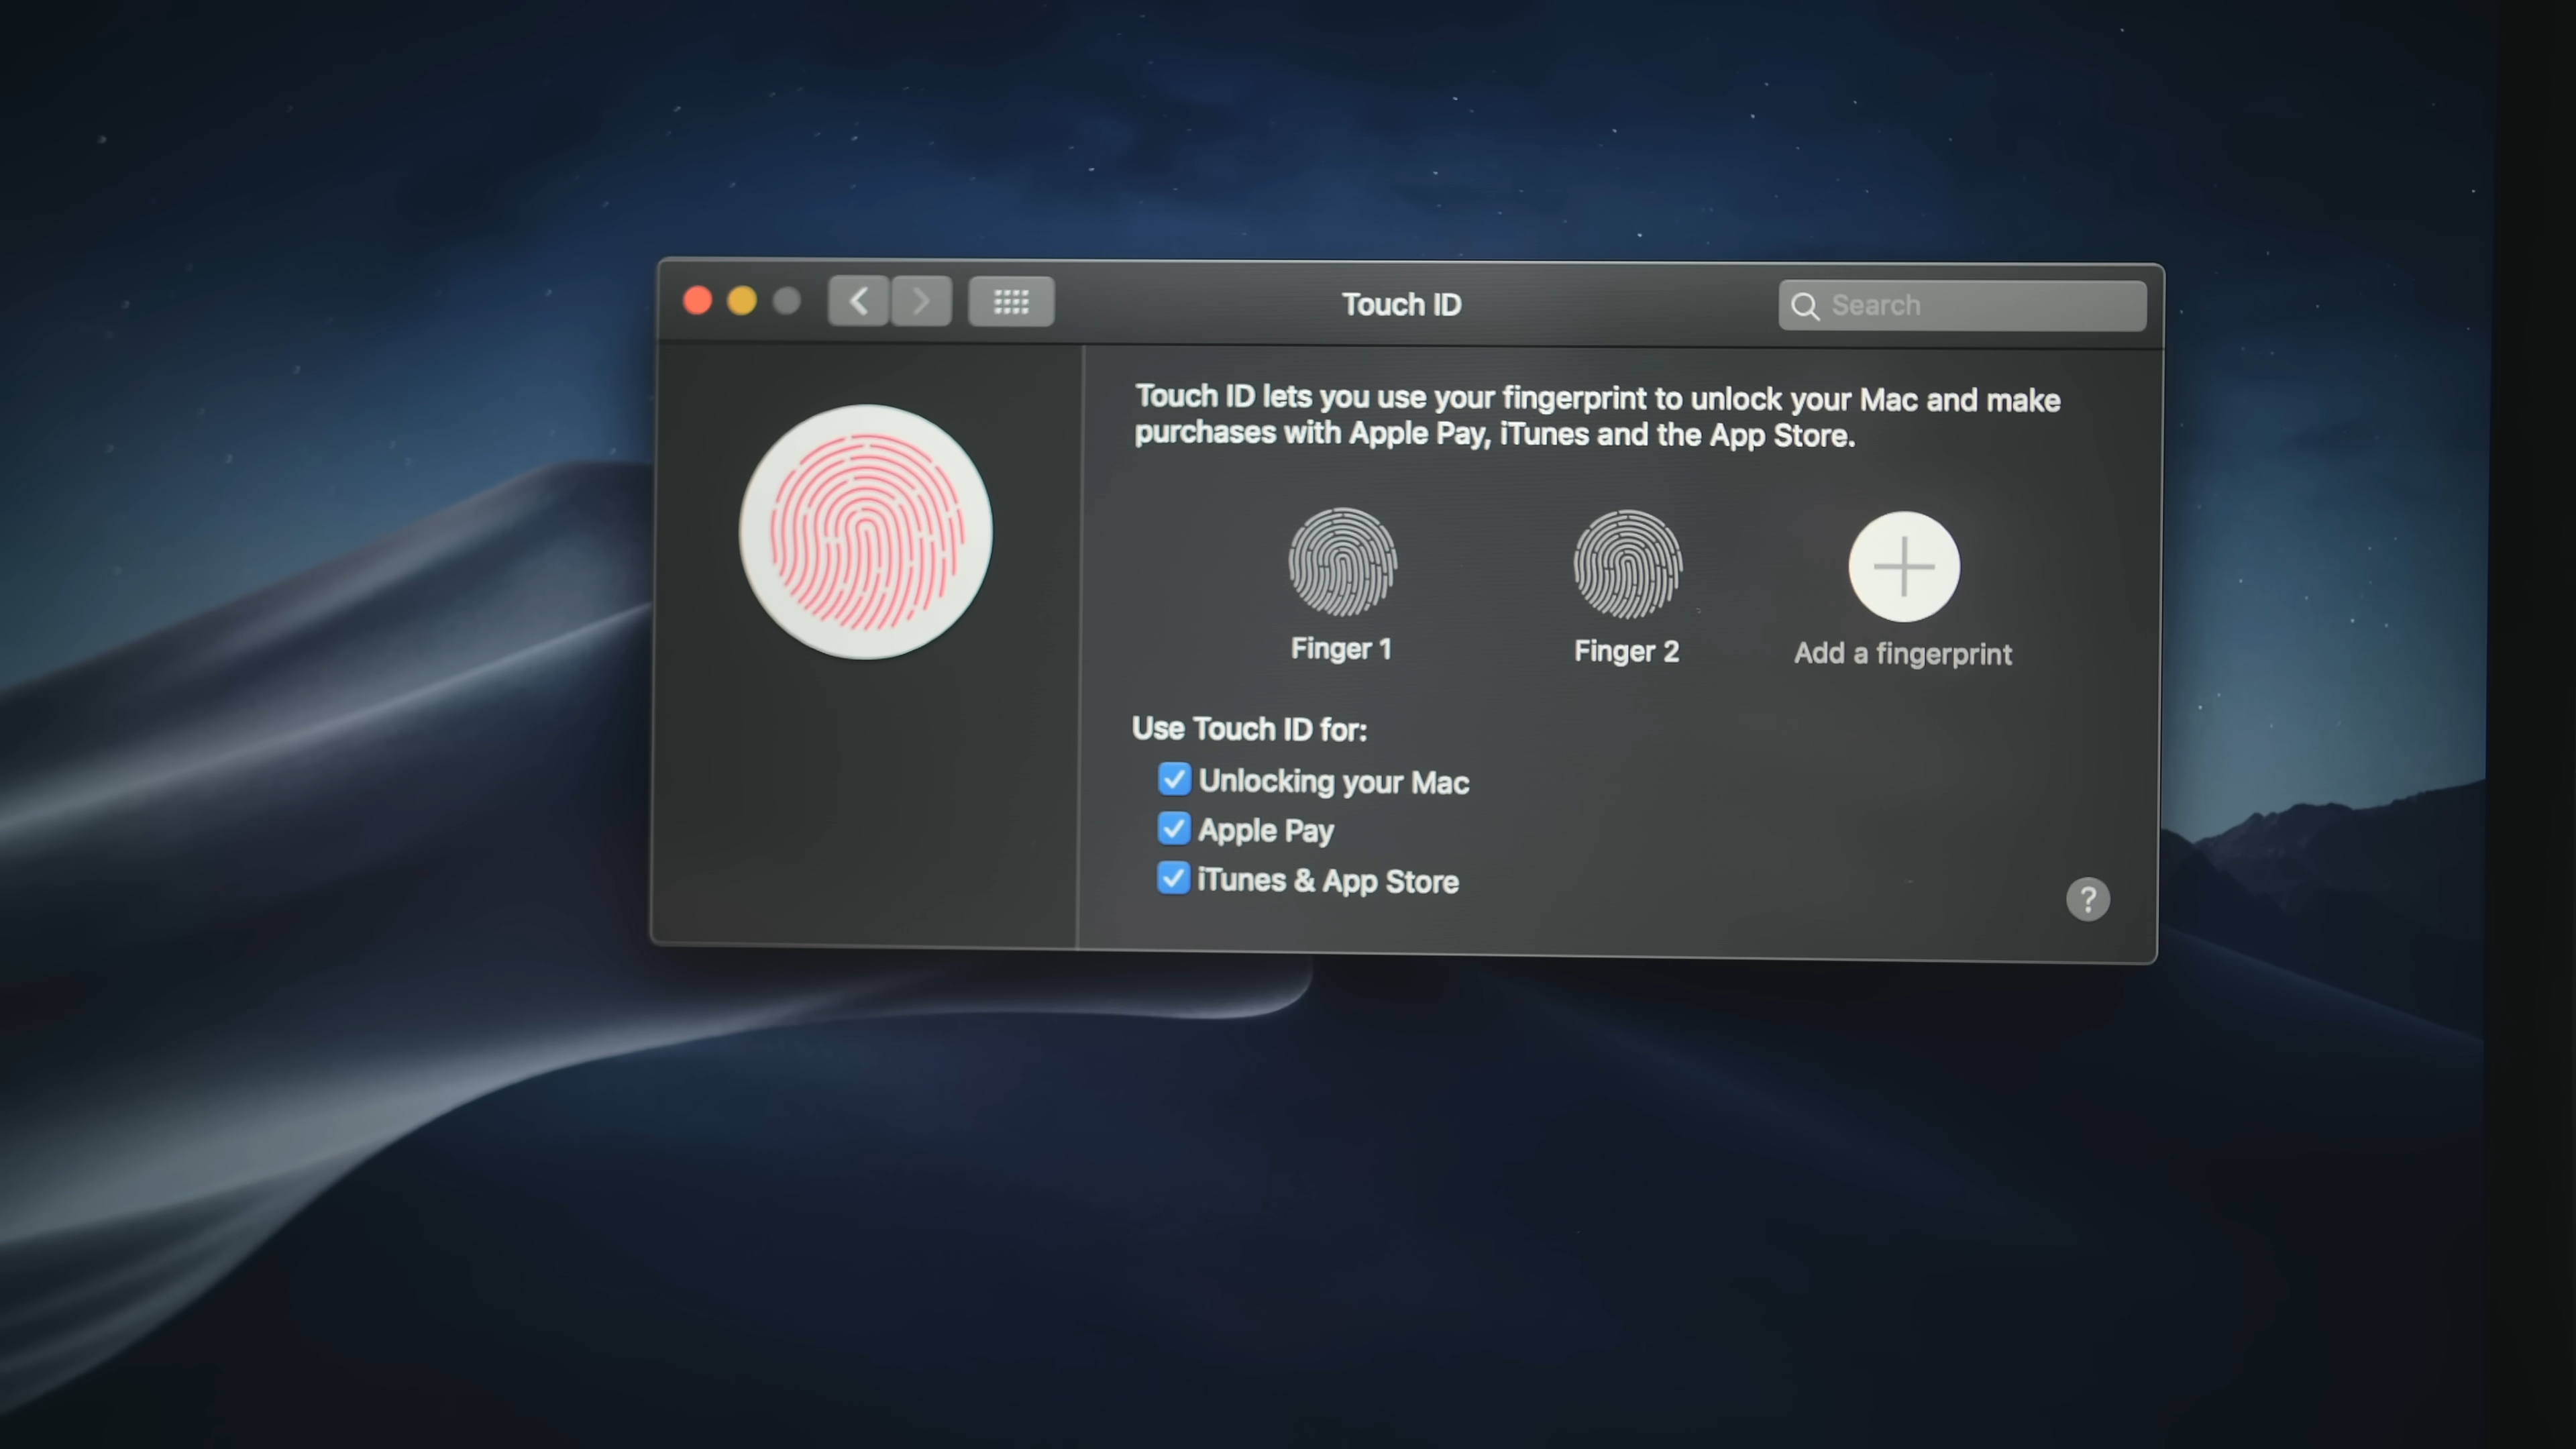 Touch ID
Search
Touch ID lets you use your fingerprint to unlock your Mac and make
purchases with Apple Pay, iTunes and the App Store.
Finger 1
Finger 2
Add a fingerprint
Use Touch ID for:
Unlocking your Mac
Apple Pay
iTunes & App Store
?